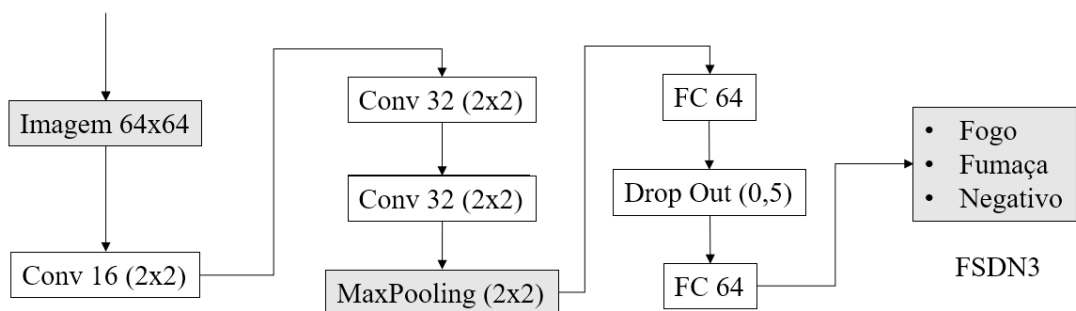 Imagem 64x64
Conv 16 (2x2)
Conv 32 (2x2)
Conv 32 (2x2)
MaxPooling (2x2)
FC 64
Drop Out (0,5)
FC 64
• Fogo
• Fumaça
• Negativo
FSDN3